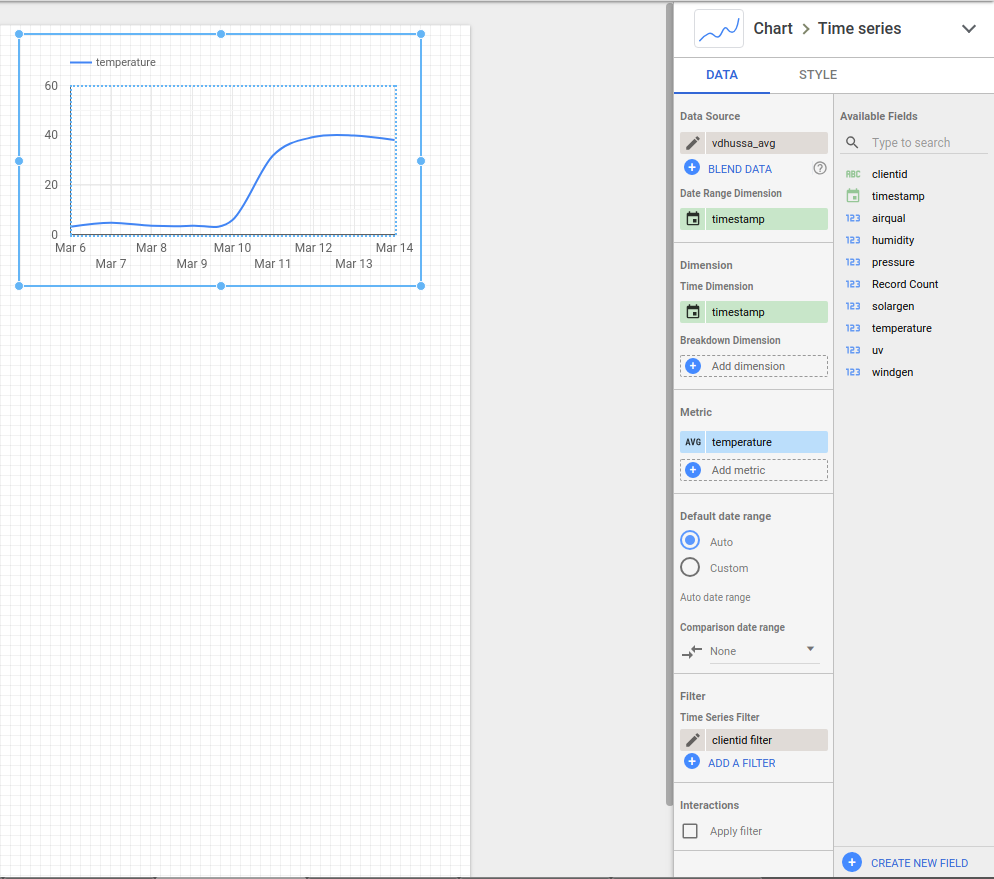 temperature
60
40
20
0
Mar 6 Mar 8 Mar 10 Mar 12 Mar 14
Mar 7 Mar 9 Mar 11 Mar 13
Chart > Time series
DATA STYLE
Data Source
vdhussa_avg
BLEND DATA ?
Date Range Dimension
timestamp
Dimension
Time Dimension
timestamp
Breakdown Dimension
Add dimension
Metric
AVG temperature
Add metric
Default date range
Auto
Custom
Auto date range
Comparison date range
None
Filter
Time Series Filter
clientid filter
ADD A FILTER
Interactions
Apply filter
Available Fields
Type to search
ABC clientid
timestamp
123 airqual
123 humidity
123 pressure
123 Record Count
123 solargen
123 temperature
123 uv
123 windgen
CREATE NEW FIELD